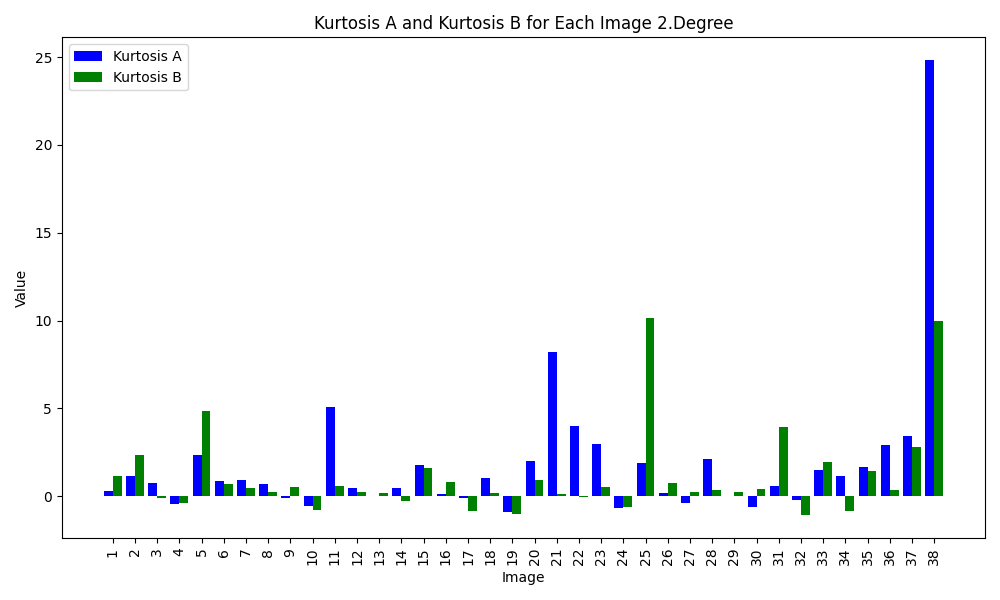 Kurtosis A and Kurtosis B for Each Image 2.Degree
Kurtosis A
Kurtosis B
25
20
15
10
5
0
Value
1 2 3 4 5 6 7 8 9 10 11 12 13 14 15 16 17 18 19 20 21 22 23 24 25 26 27 28 29 30 31 32 33 34 35 36 37 38
Image